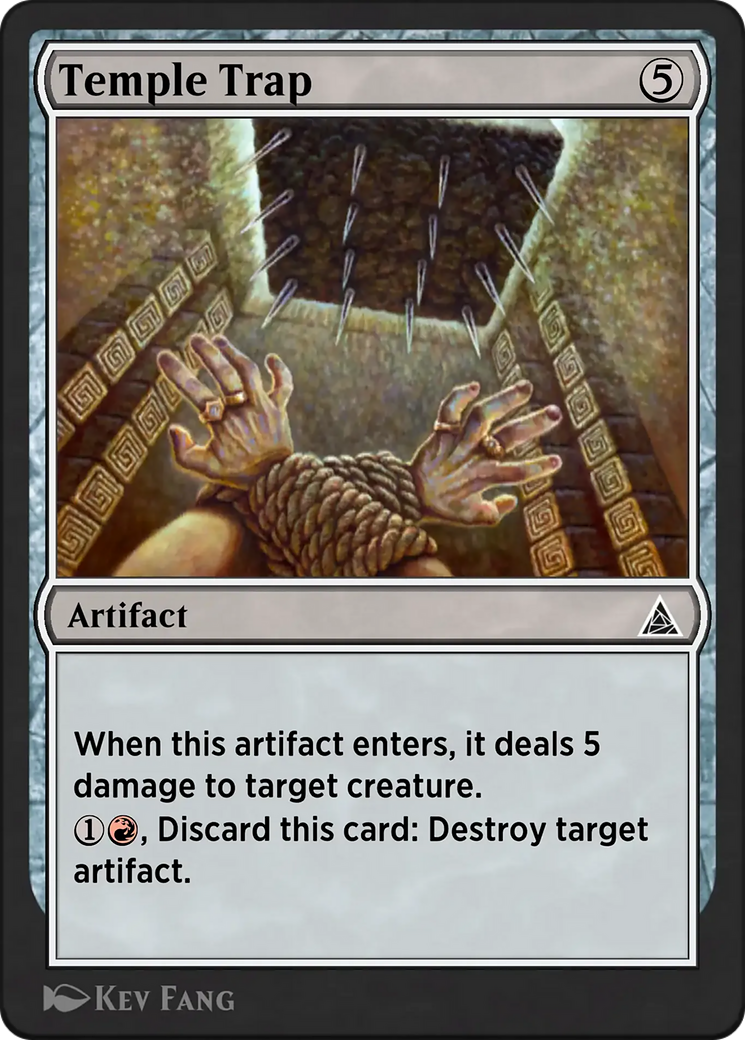 Temple Trap 5
Artifact
When this artifact enters, it deals 5
damage to target creature.
1, Discard this card: Destroy target
artifact.
Kev Fang